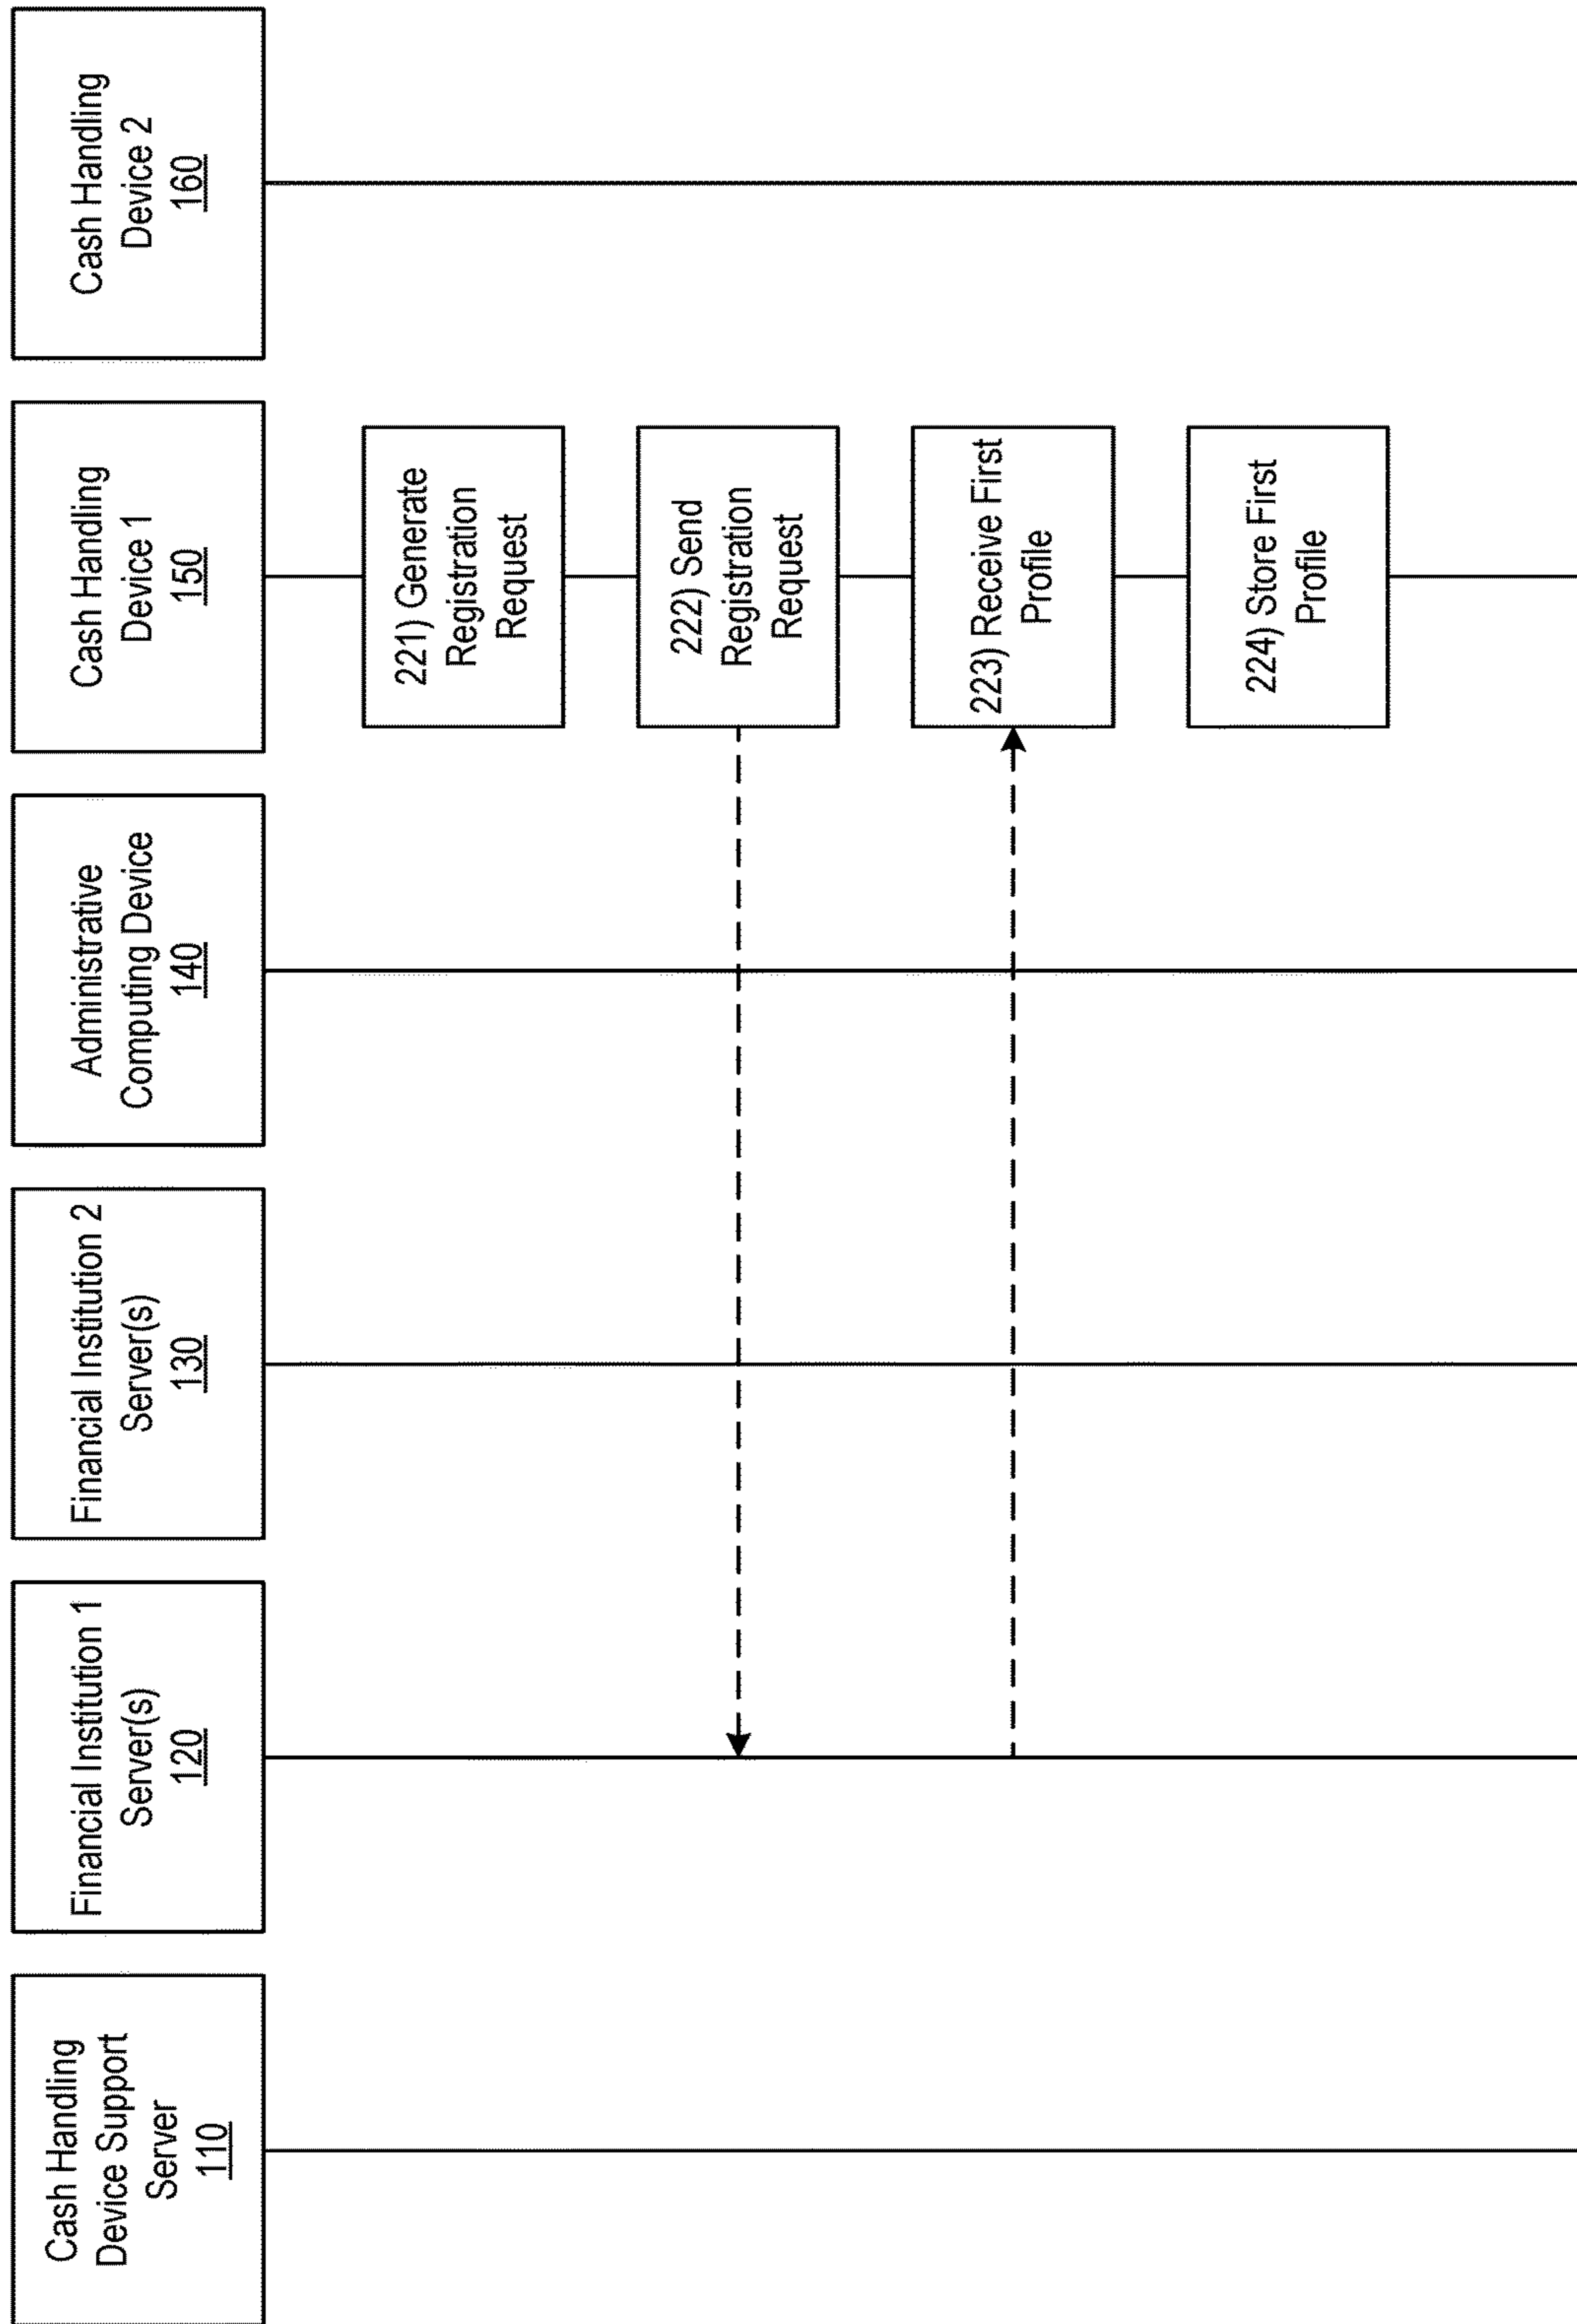 Cash Handling
Device Support
Server
110
Financial Institution 1
Server(s)
120
Financial Institution 2
Server(s)
130
Administrative
Computing Device
140
Cash Handling
Device 1
150
Cash Handling
Device 2
160
221) Generate
Registration
Request
222) Send
Registration
Request
223) Receive First
Profile
224) Store First
Profile